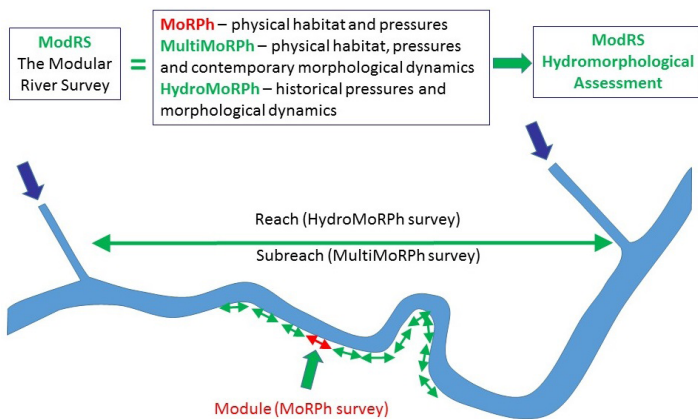 ModRS
The Modular
River Survey
=
MoRPh – physical habitat and pressures
MultiMoRPh – physical habitat, pressures
and contemporary morphological dynamics
HydroMoRPh – historical pressures and
morphological dynamics
ModRS
Hydromorphological
Assessment
Reach (HydroMoRPh survey)
Subreach (MultiMoRPh survey)
Module (MoRPh survey)